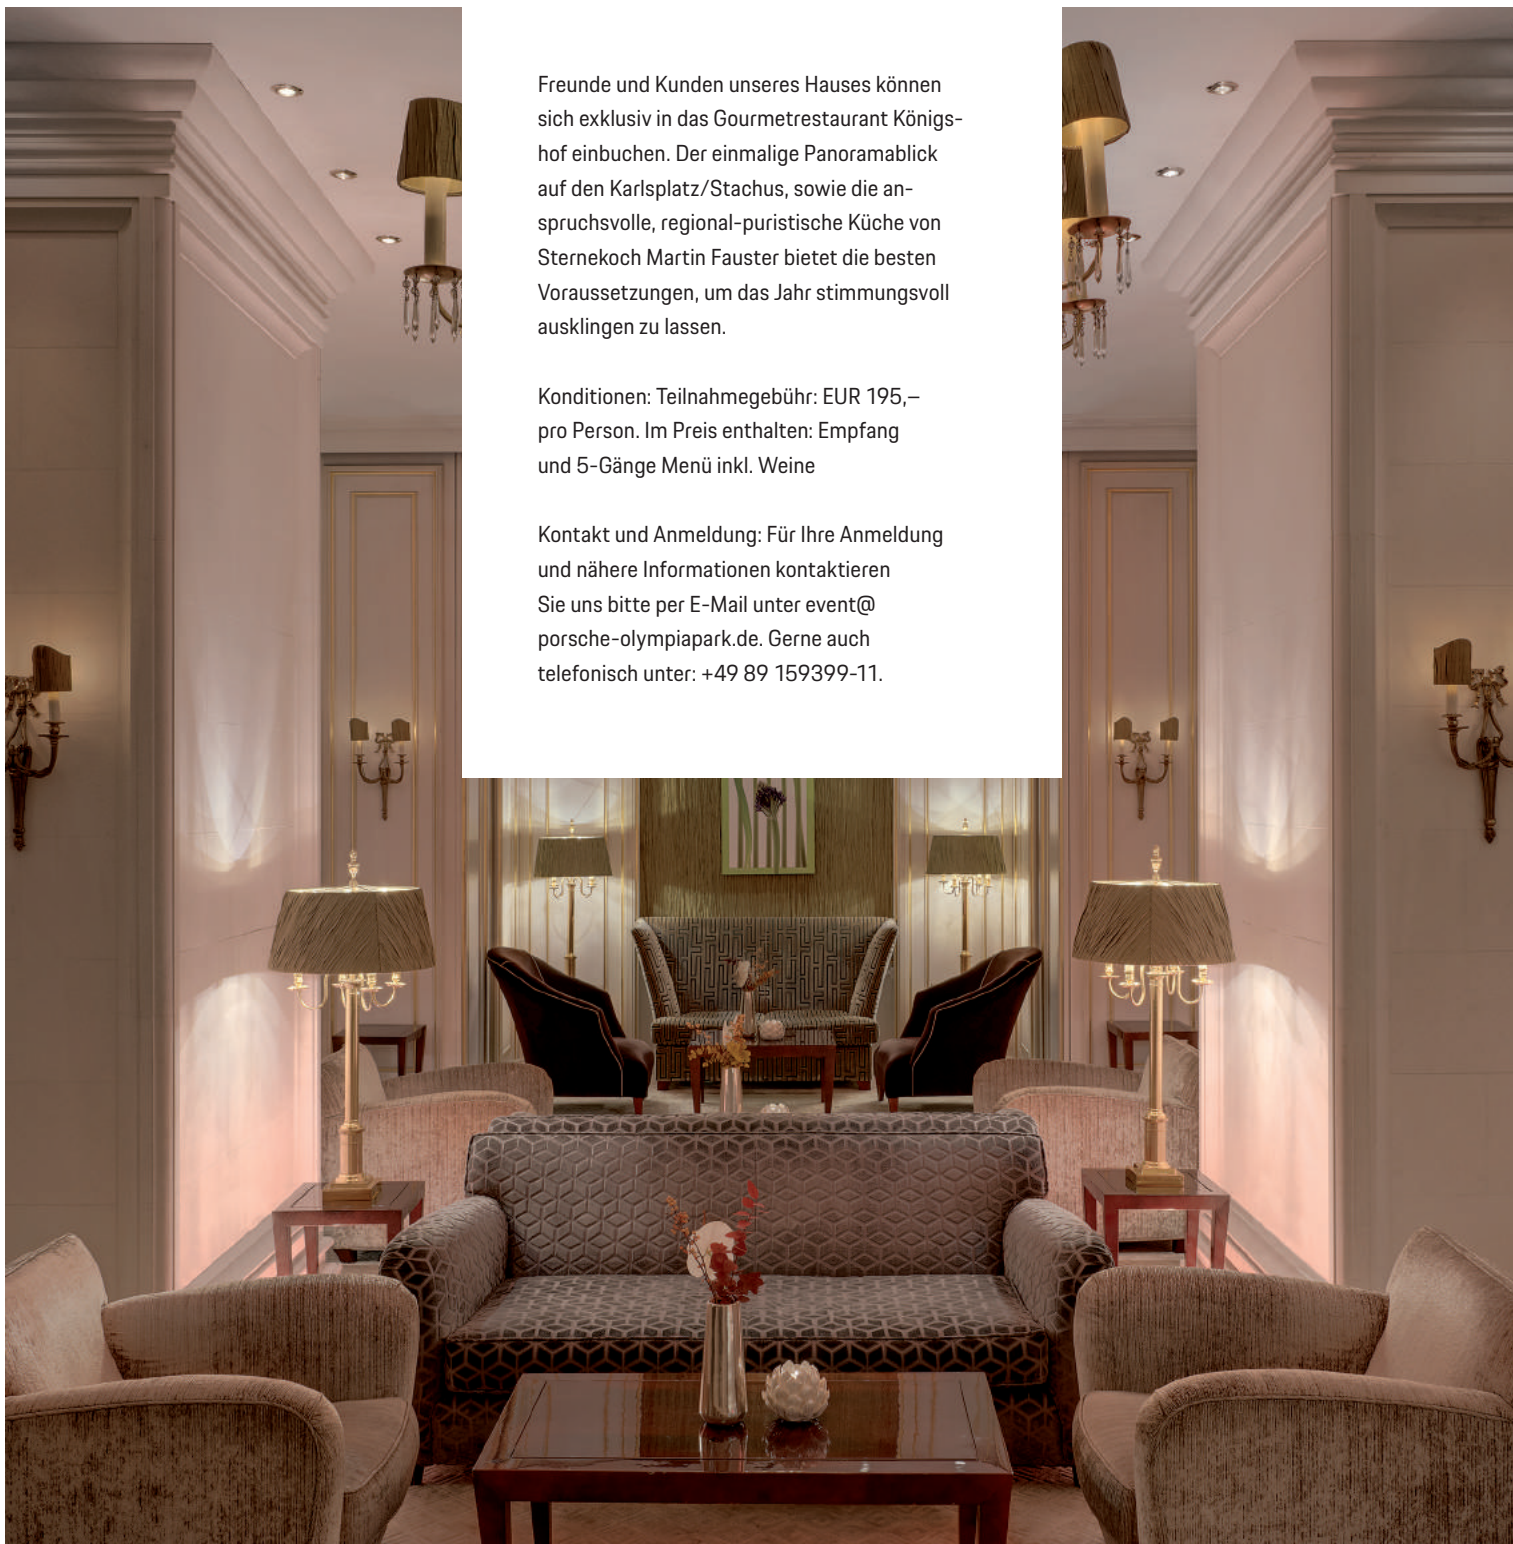 Freunde und Kunden unseres Hauses können
sich exklusiv in das Gourmetrestaurant Königs-
hof einbuchen. Der einmalige Panoramablick
auf den Karlsplatz/Stachus, sowie die an-
spruchsvolle, regional-puristische Küche von
Sternekoch Martin Fauster bietet die besten
Voraussetzungen, um das Jahr stimmungsvoll
ausklingen zu lassen.
Konditionen: Teilnahmegebühr: EUR 195,–
pro Person. Im Preis enthalten: Empfang
und 5-Gänge Menü inkl. Weine
Kontakt und Anmeldung: Für Ihre Anmeldung
und nähere Informationen kontaktieren
Sie uns bitte per E-Mail unter event@
porsche-olympiapark.de. Gerne auch
telefonisch unter: +49 89 159399-11.